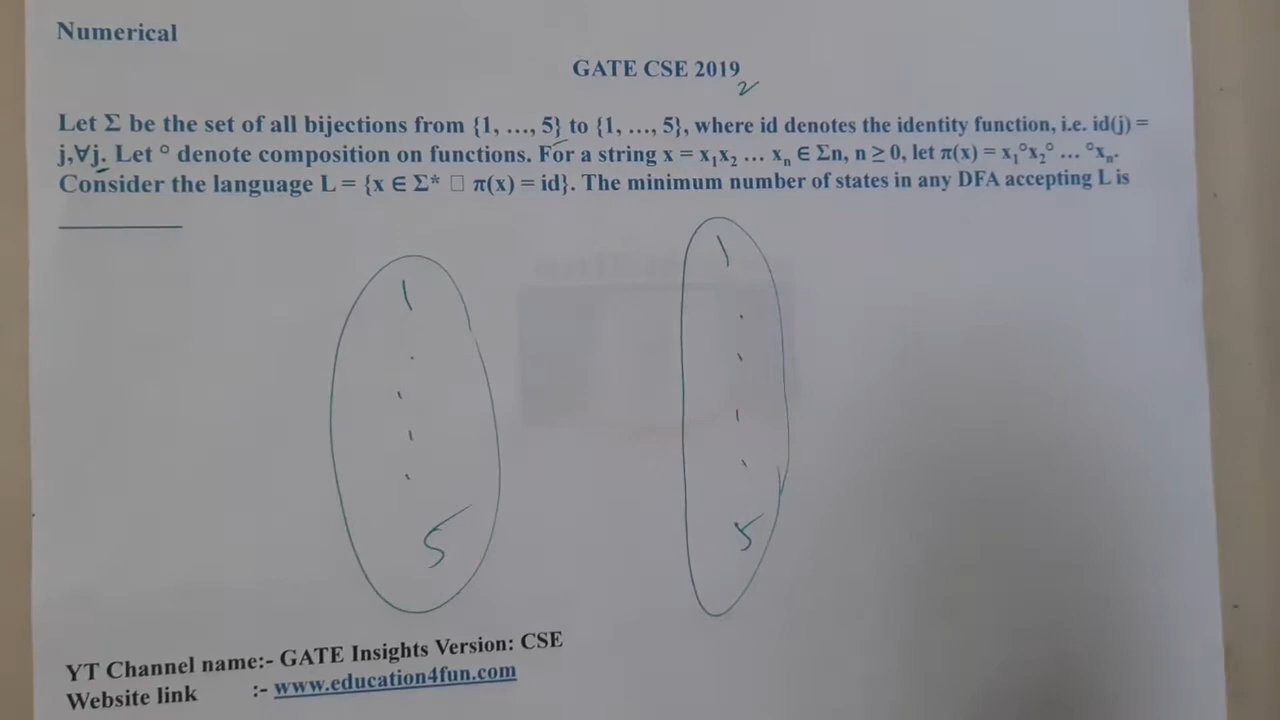 Numerical
GATE CSE 2019
2
Let Σ be the set of all bijections from {1, ..., 5} to {1, ..., 5}, where id denotes the identity function, i.e. id(j) =
j,∀j. Let ° denote composition on functions. For a string x = x₁x₂ ... xₙ ∈ Σn, n ≥ 0, let π(x) = x₁°x₂° ... °xₙ.
Consider the language L = {x ∈ Σ* □ π(x) = id}. The minimum number of states in any DFA accepting L is
1 1
5 5
YT Channel name:- GATE Insights Version: CSE
Website link :- www.education4fun.com